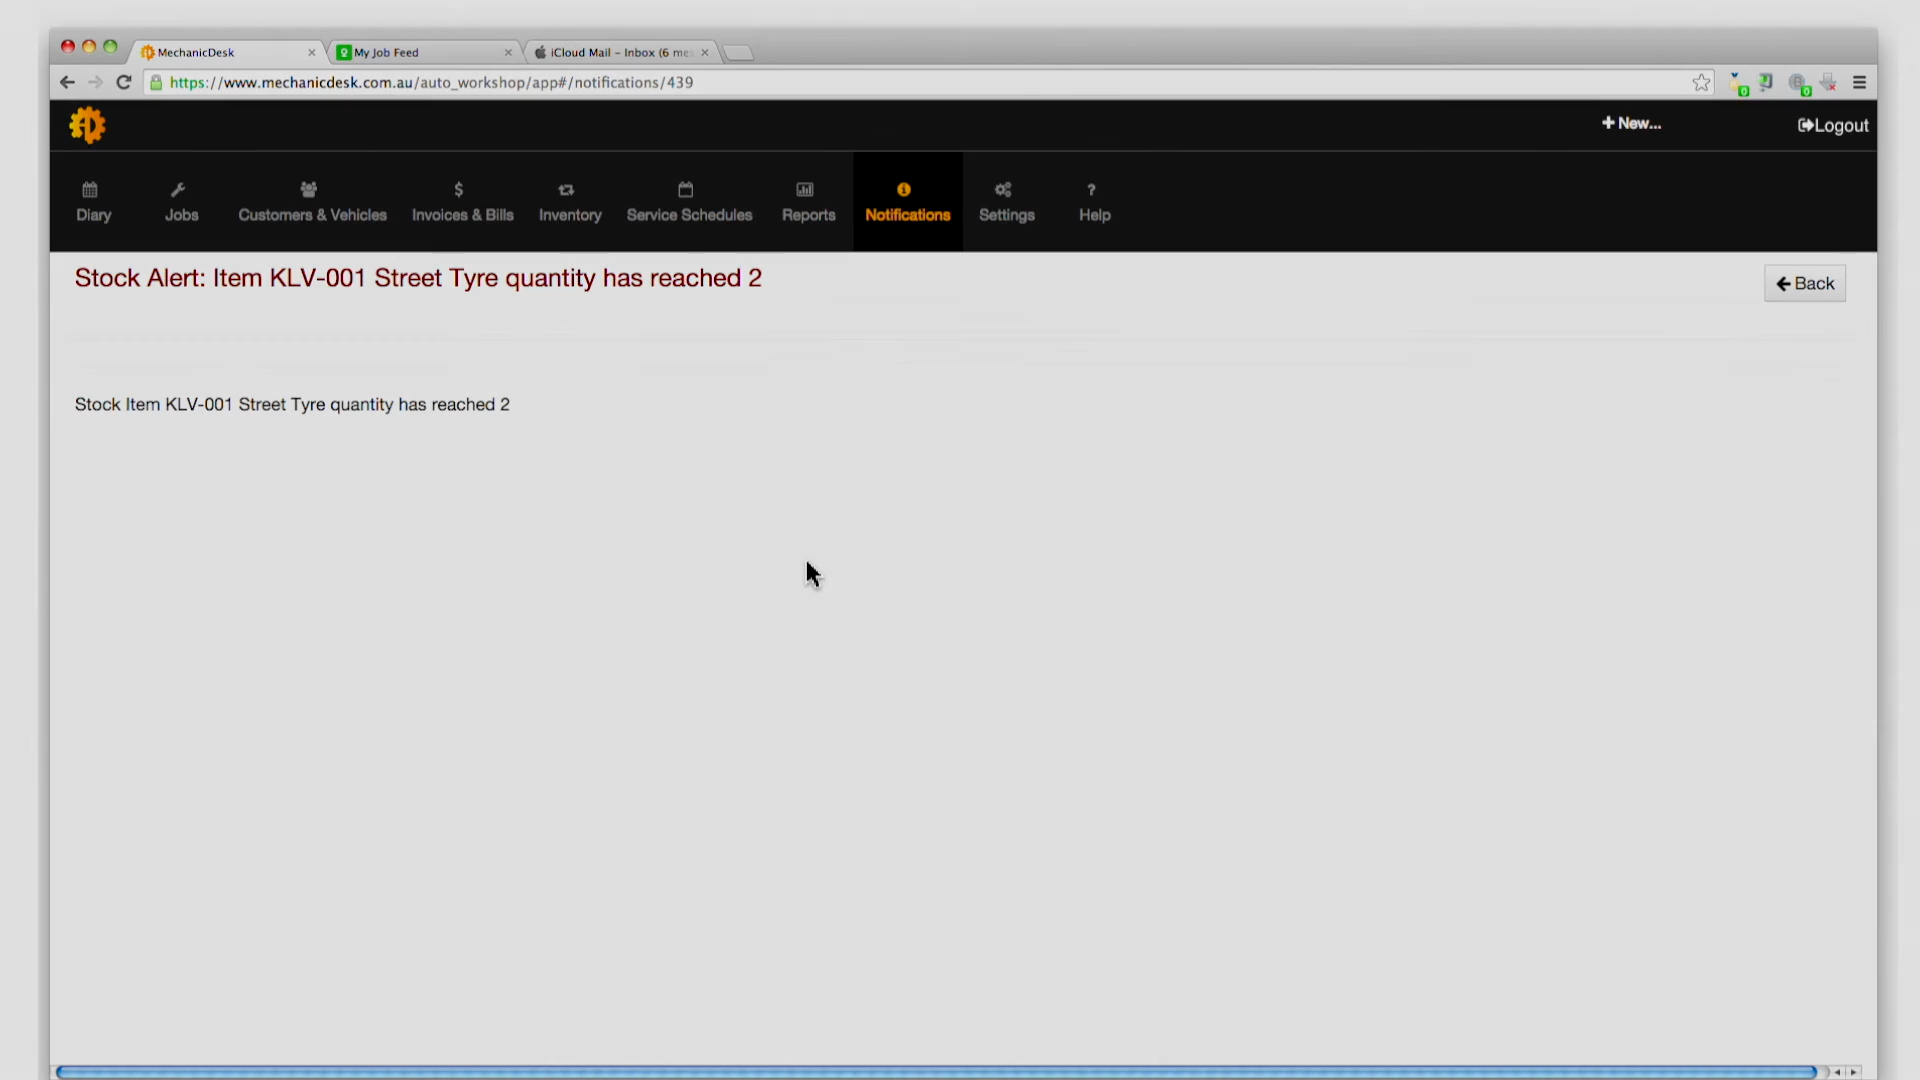 MechanicDesk
My Job Feed
iCloud Mail – Inbox (6 me
https://www.mechanicdesk.com.au/auto_workshop/app#/notifications/439
New...
Logout
Diary
Jobs
Customers & Vehicles
Invoices & Bills
Inventory
Service Schedules
Reports
Notifications
Settings
Help
Stock Alert: Item KLV-001 Street Tyre quantity has reached 2
Back
Stock Item KLV-001 Street Tyre quantity has reached 2